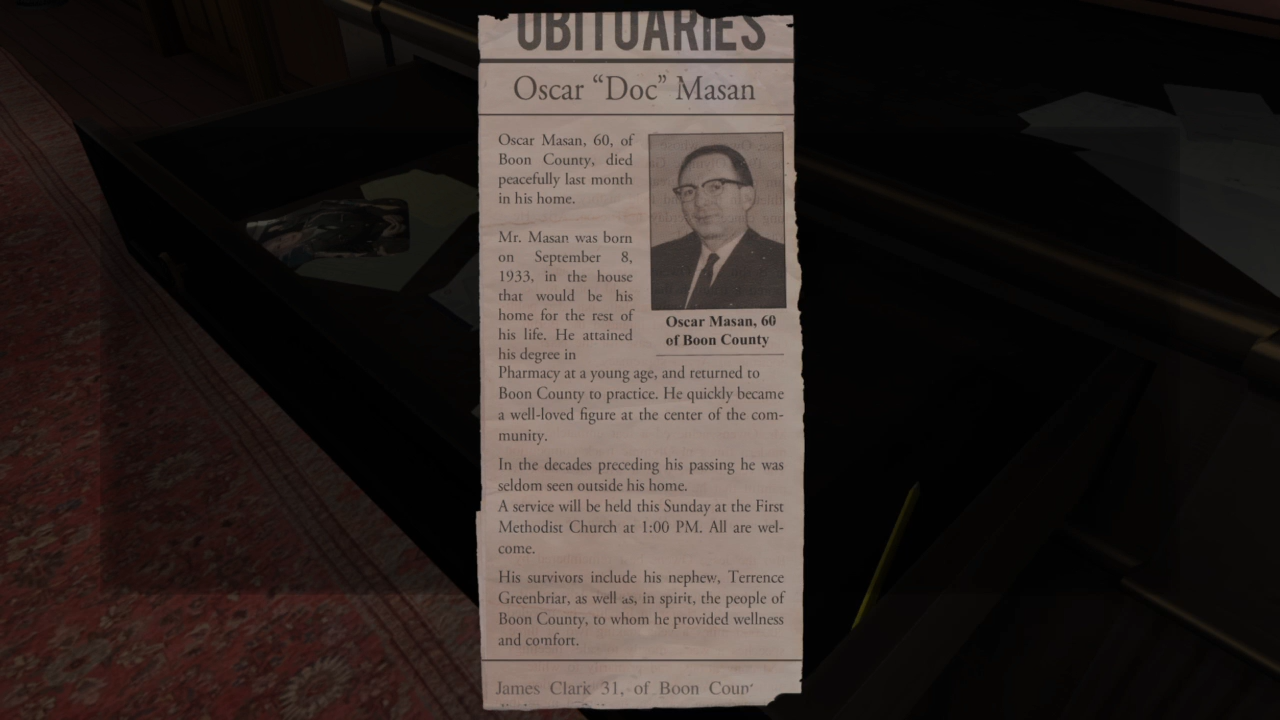 OBITUARIES
Oscar “Doc” Masan
Oscar Masan, 60, of
Boon County, died
peacefully last month
in his home.
Mr. Masan was born
on September 8,
1933, in the house
that would be his
home for the rest of
his life. He attained
his degree in
Pharmacy at a young age, and returned to
Boon County to practice. He quickly became
a well-loved figure at the center of the com-
munity.
In the decades preceding his passing he was
seldom seen outside his home.
A service will be held this Sunday at the First
Methodist Church at 1:00 PM. All are wel-
come.
His survivors include his nephew, Terrence
Greenbriar, as well as, in spirit, the people of
Boon County, to whom he provided wellness
and comfort.
Oscar Masan, 60
of Boon County
James Clark 31, of Boon